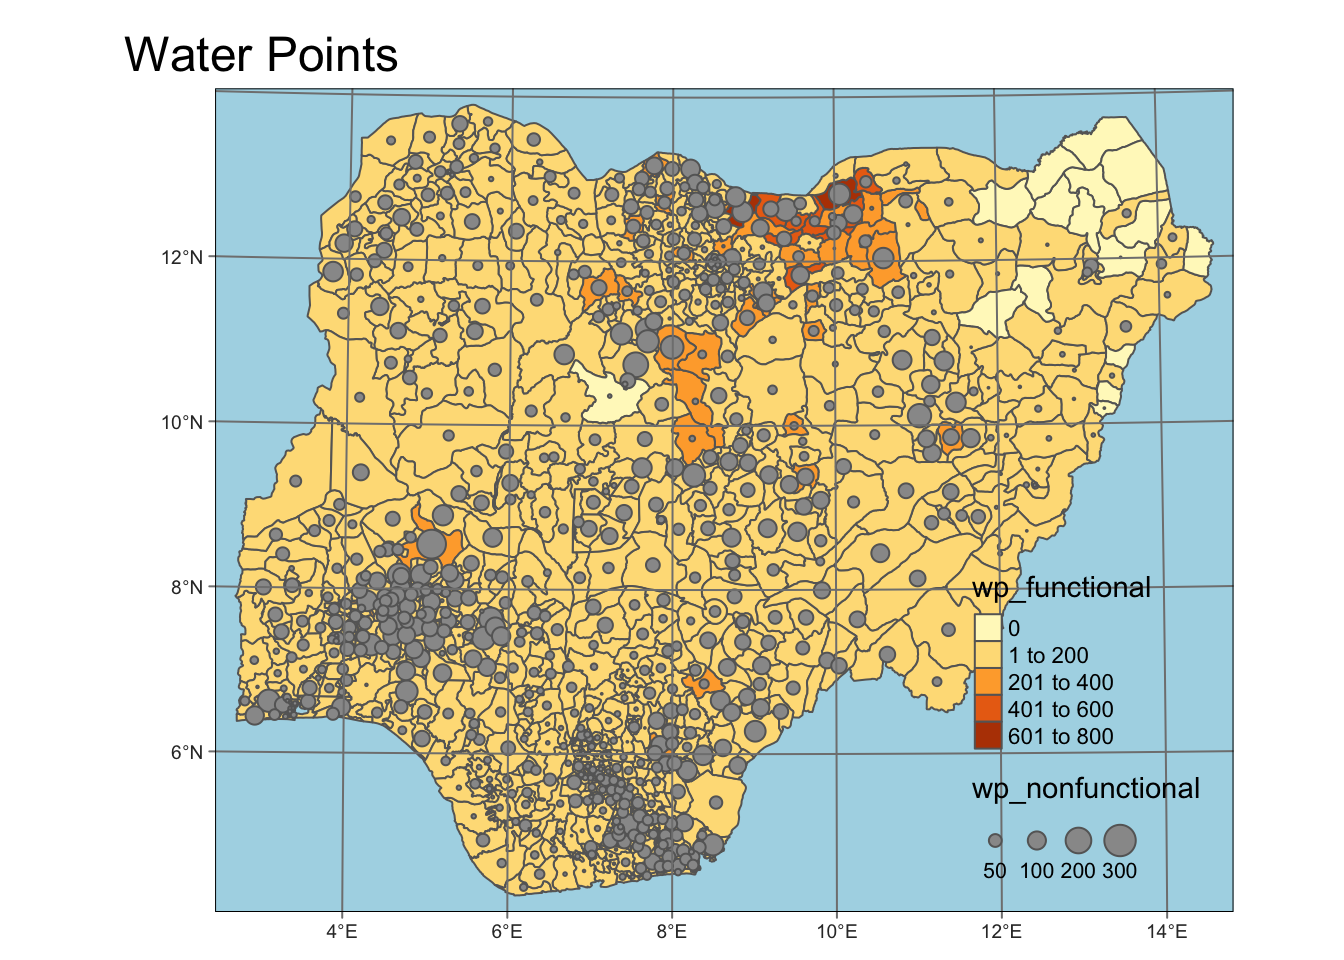 Water Points
12°N
10°N
8°N
6°N
wp_functional
0
1 to 200
201 to 400
401 to 600
601 to 800
wp_nonfunctional
50 100 200 300
4°E 6°E 8°E 10°E 12°E 14°E